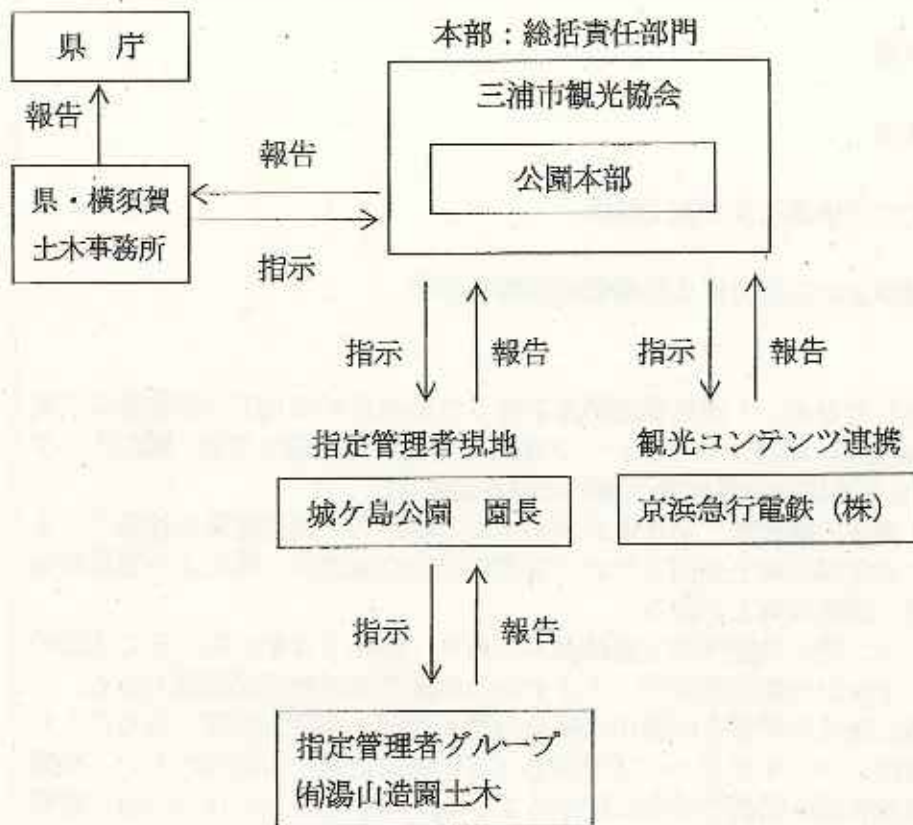 本部：総括責任部門
県 庁
三浦市観光協会
報告
公園本部
報告
県・横須賀
土木事務所
指示
指示
報告
指示
報告
指定管理者現地
観光コンテンツ連携
城ケ島公園 園長
京浜急行電鉄（株）
指示
報告
指定管理者グループ
㈲湯山造園土木